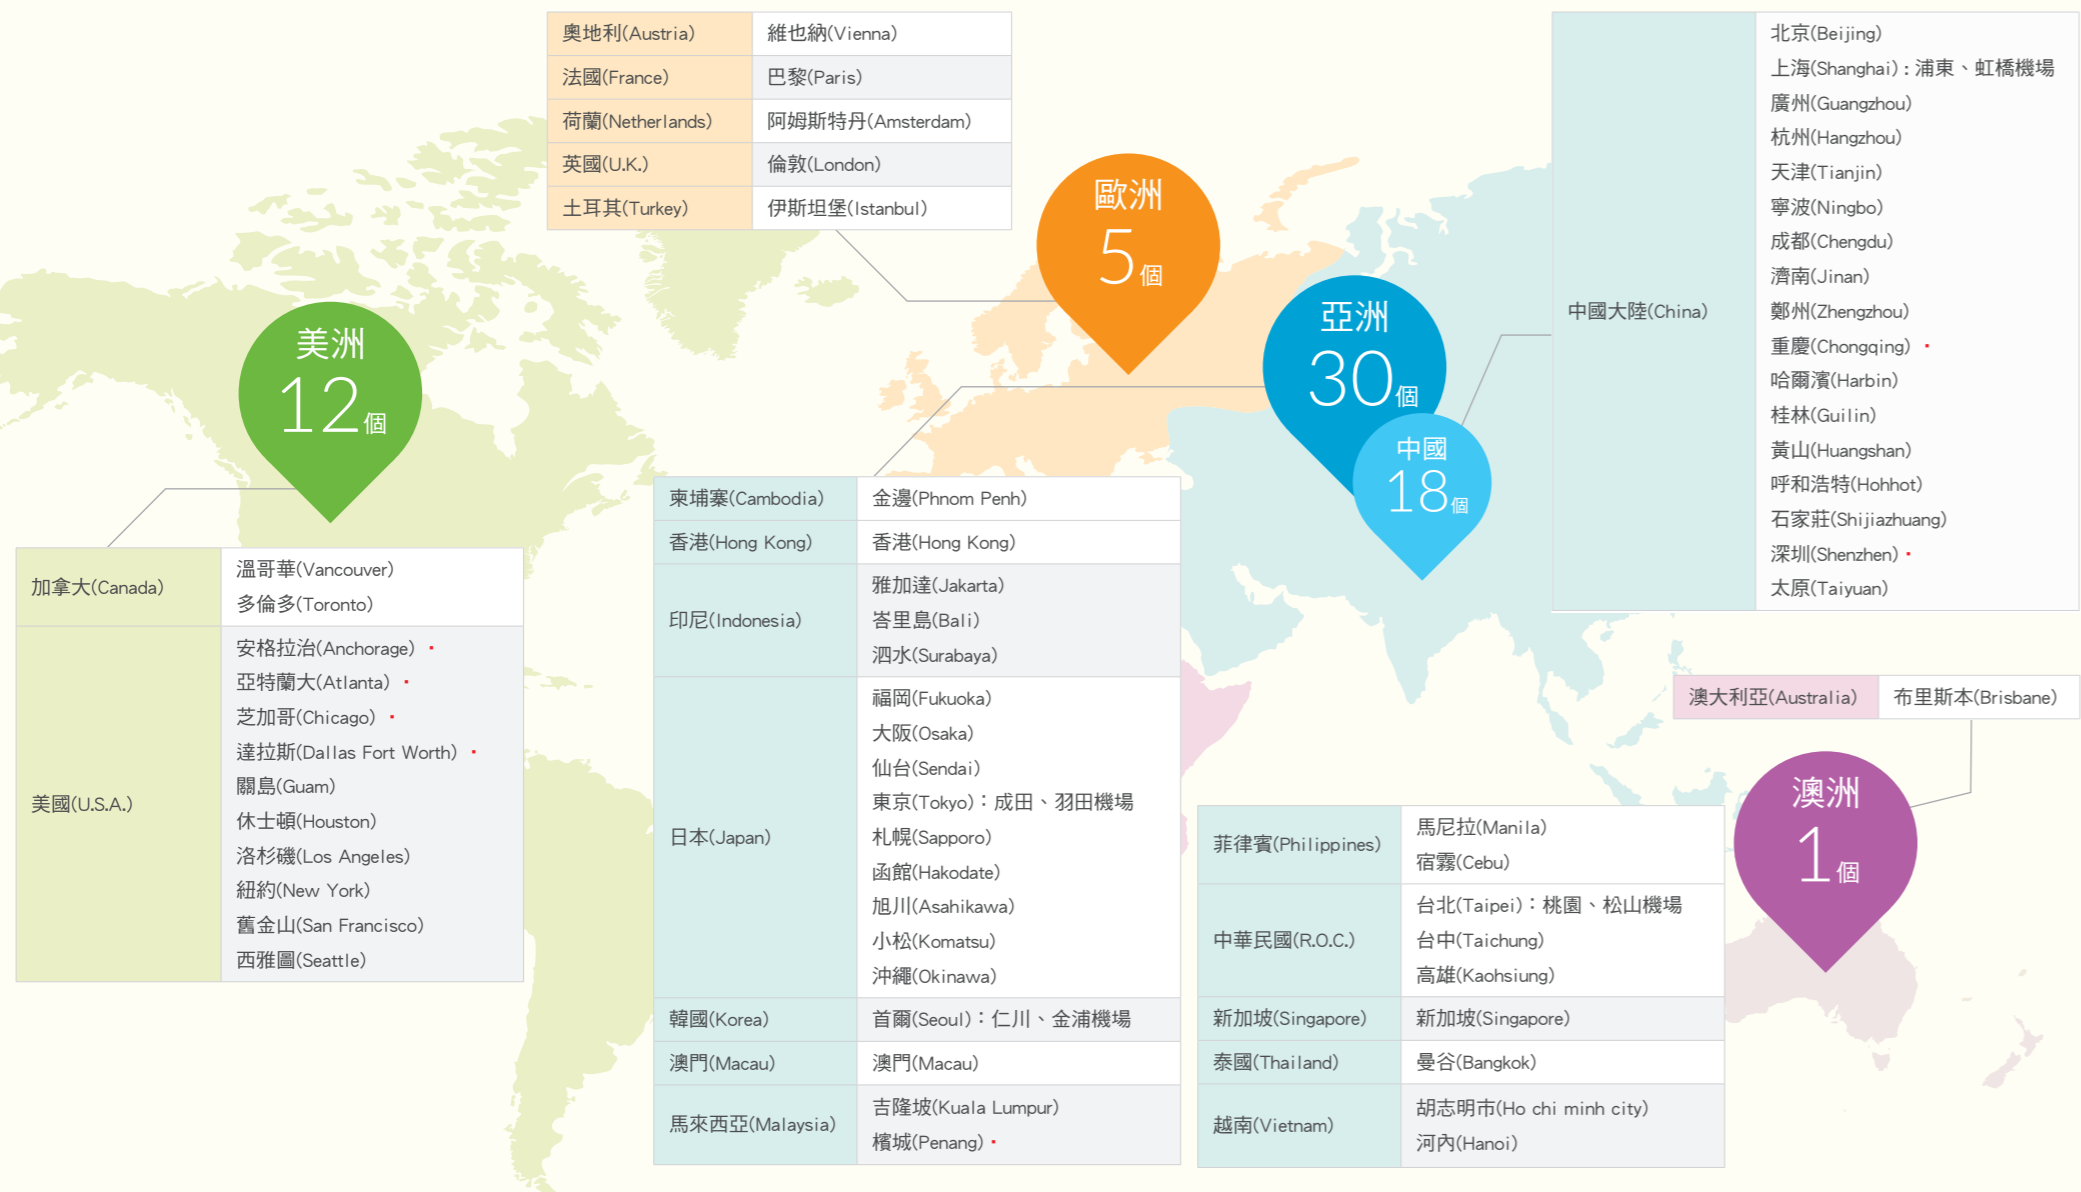 奧地利(Austria) 維也納(Vienna)
法國(France) 巴黎(Paris)
荷蘭(Netherlands) 阿姆斯特丹(Amsterdam)
英國(U.K.) 倫敦(London)
土耳其(Turkey) 伊斯坦堡(Istanbul)
歐洲
5個
亞洲
30個
中國
18個
中國大陸(China)
北京(Beijing)
上海(Shanghai)：浦東、虹橋機場
廣州(Guangzhou)
杭州(Hangzhou)
天津(Tianjin)
寧波(Ningbo)
成都(Chengdu)
濟南(Jinan)
鄭州(Zhengzhou)
重慶(Chongqing) ▪
哈爾濱(Harbin)
桂林(Guilin)
黃山(Huangshan)
呼和浩特(Hohhot)
石家莊(Shijiazhuang)
深圳(Shenzhen) ▪
太原(Taiyuan)
美洲
12個
加拿大(Canada)
溫哥華(Vancouver)
多倫多(Toronto)
美國(U.S.A.)
安格拉治(Anchorage) ▪
亞特蘭大(Atlanta) ▪
芝加哥(Chicago) ▪
達拉斯(Dallas Fort Worth) ▪
關島(Guam)
休士頓(Houston)
洛杉磯(Los Angeles)
紐約(New York)
舊金山(San Francisco)
西雅圖(Seattle)
柬埔寨(Cambodia) 金邊(Phnom Penh)
香港(Hong Kong) 香港(Hong Kong)
印尼(Indonesia)
雅加達(Jakarta)
峇里島(Bali)
泗水(Surabaya)
日本(Japan)
福岡(Fukuoka)
大阪(Osaka)
仙台(Sendai)
東京(Tokyo)：成田、羽田機場
札幌(Sapporo)
函館(Hakodate)
旭川(Asahikawa)
小松(Komatsu)
沖繩(Okinawa)
韓國(Korea) 首爾(Seoul)：仁川、金浦機場
澳門(Macau) 澳門(Macau)
馬來西亞(Malaysia)
吉隆坡(Kuala Lumpur)
檳城(Penang) ▪
菲律賓(Philippines)
馬尼拉(Manila)
宿霧(Cebu)
中華民國(R.O.C.)
台北(Taipei)：桃園、松山機場
台中(Taichung)
高雄(Kaohsiung)
新加坡(Singapore) 新加坡(Singapore)
泰國(Thailand) 曼谷(Bangkok)
越南(Vietnam)
胡志明市(Ho chi minh city)
河內(Hanoi)
澳大利亞(Australia) 布里斯本(Brisbane)
澳洲
1個